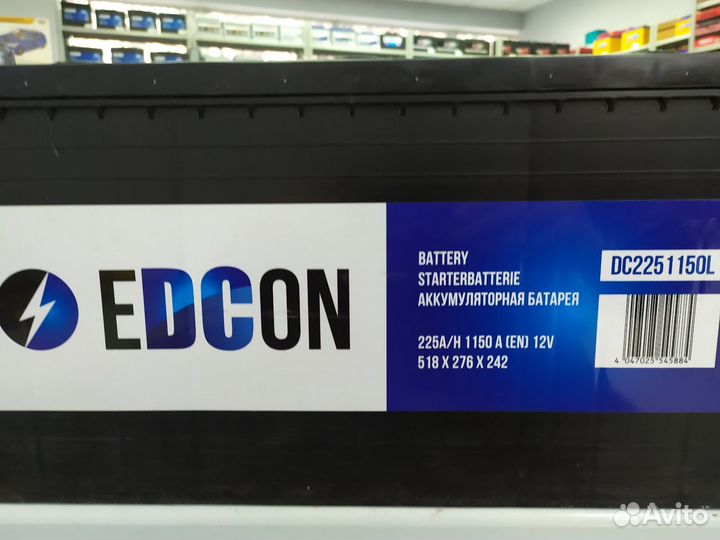 EDCON
BATTERY
STARTERBATTERIE
АККУМУЛЯТОРНАЯ БАТАРЕЯ
225A/H 1150 A (EN) 12V
518 X 276 X 242
DC2251150L
4 047025 545884
Avito